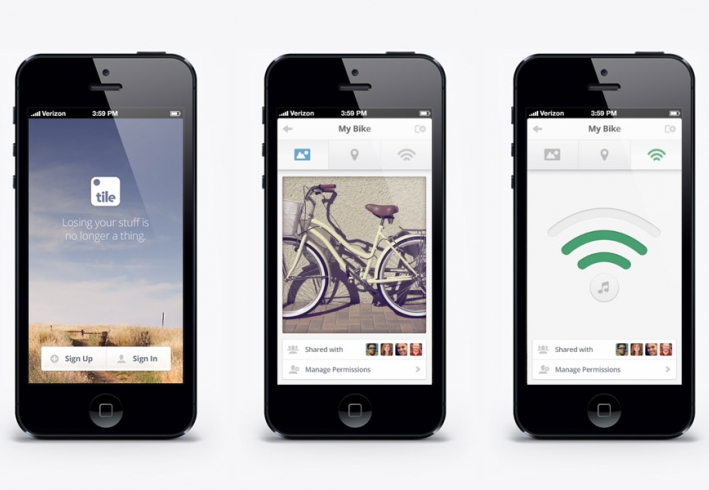 Verizon 3:59 PM
tile
Losing your stuff is
no longer a thing.
Sign Up
Sign In
Verizon 3:59 PM
My Bike
Shared with
Manage Permissions
Verizon 3:59 PM
My Bike
Shared with
Manage Permissions